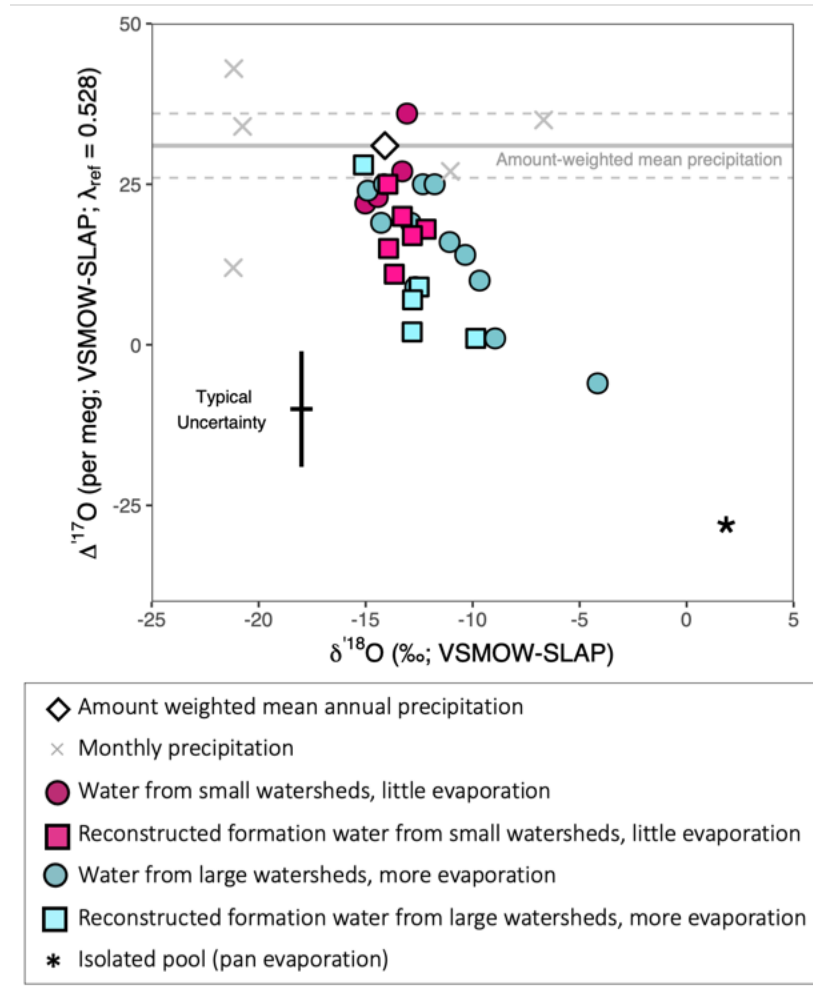 50
25
0
-25
Δ'¹⁷O (per meg; VSMOW-SLAP; λref = 0.528)
Amount-weighted mean precipitation
Typical
Uncertainty
-25 -20 -15 -10 -5 0 5
δ'¹⁸O (‰; VSMOW-SLAP)
Amount weighted mean annual precipitation
Monthly precipitation
Water from small watersheds, little evaporation
Reconstructed formation water from small watersheds, little evaporation
Water from large watersheds, more evaporation
Reconstructed formation water from large watersheds, more evaporation
Isolated pool (pan evaporation)